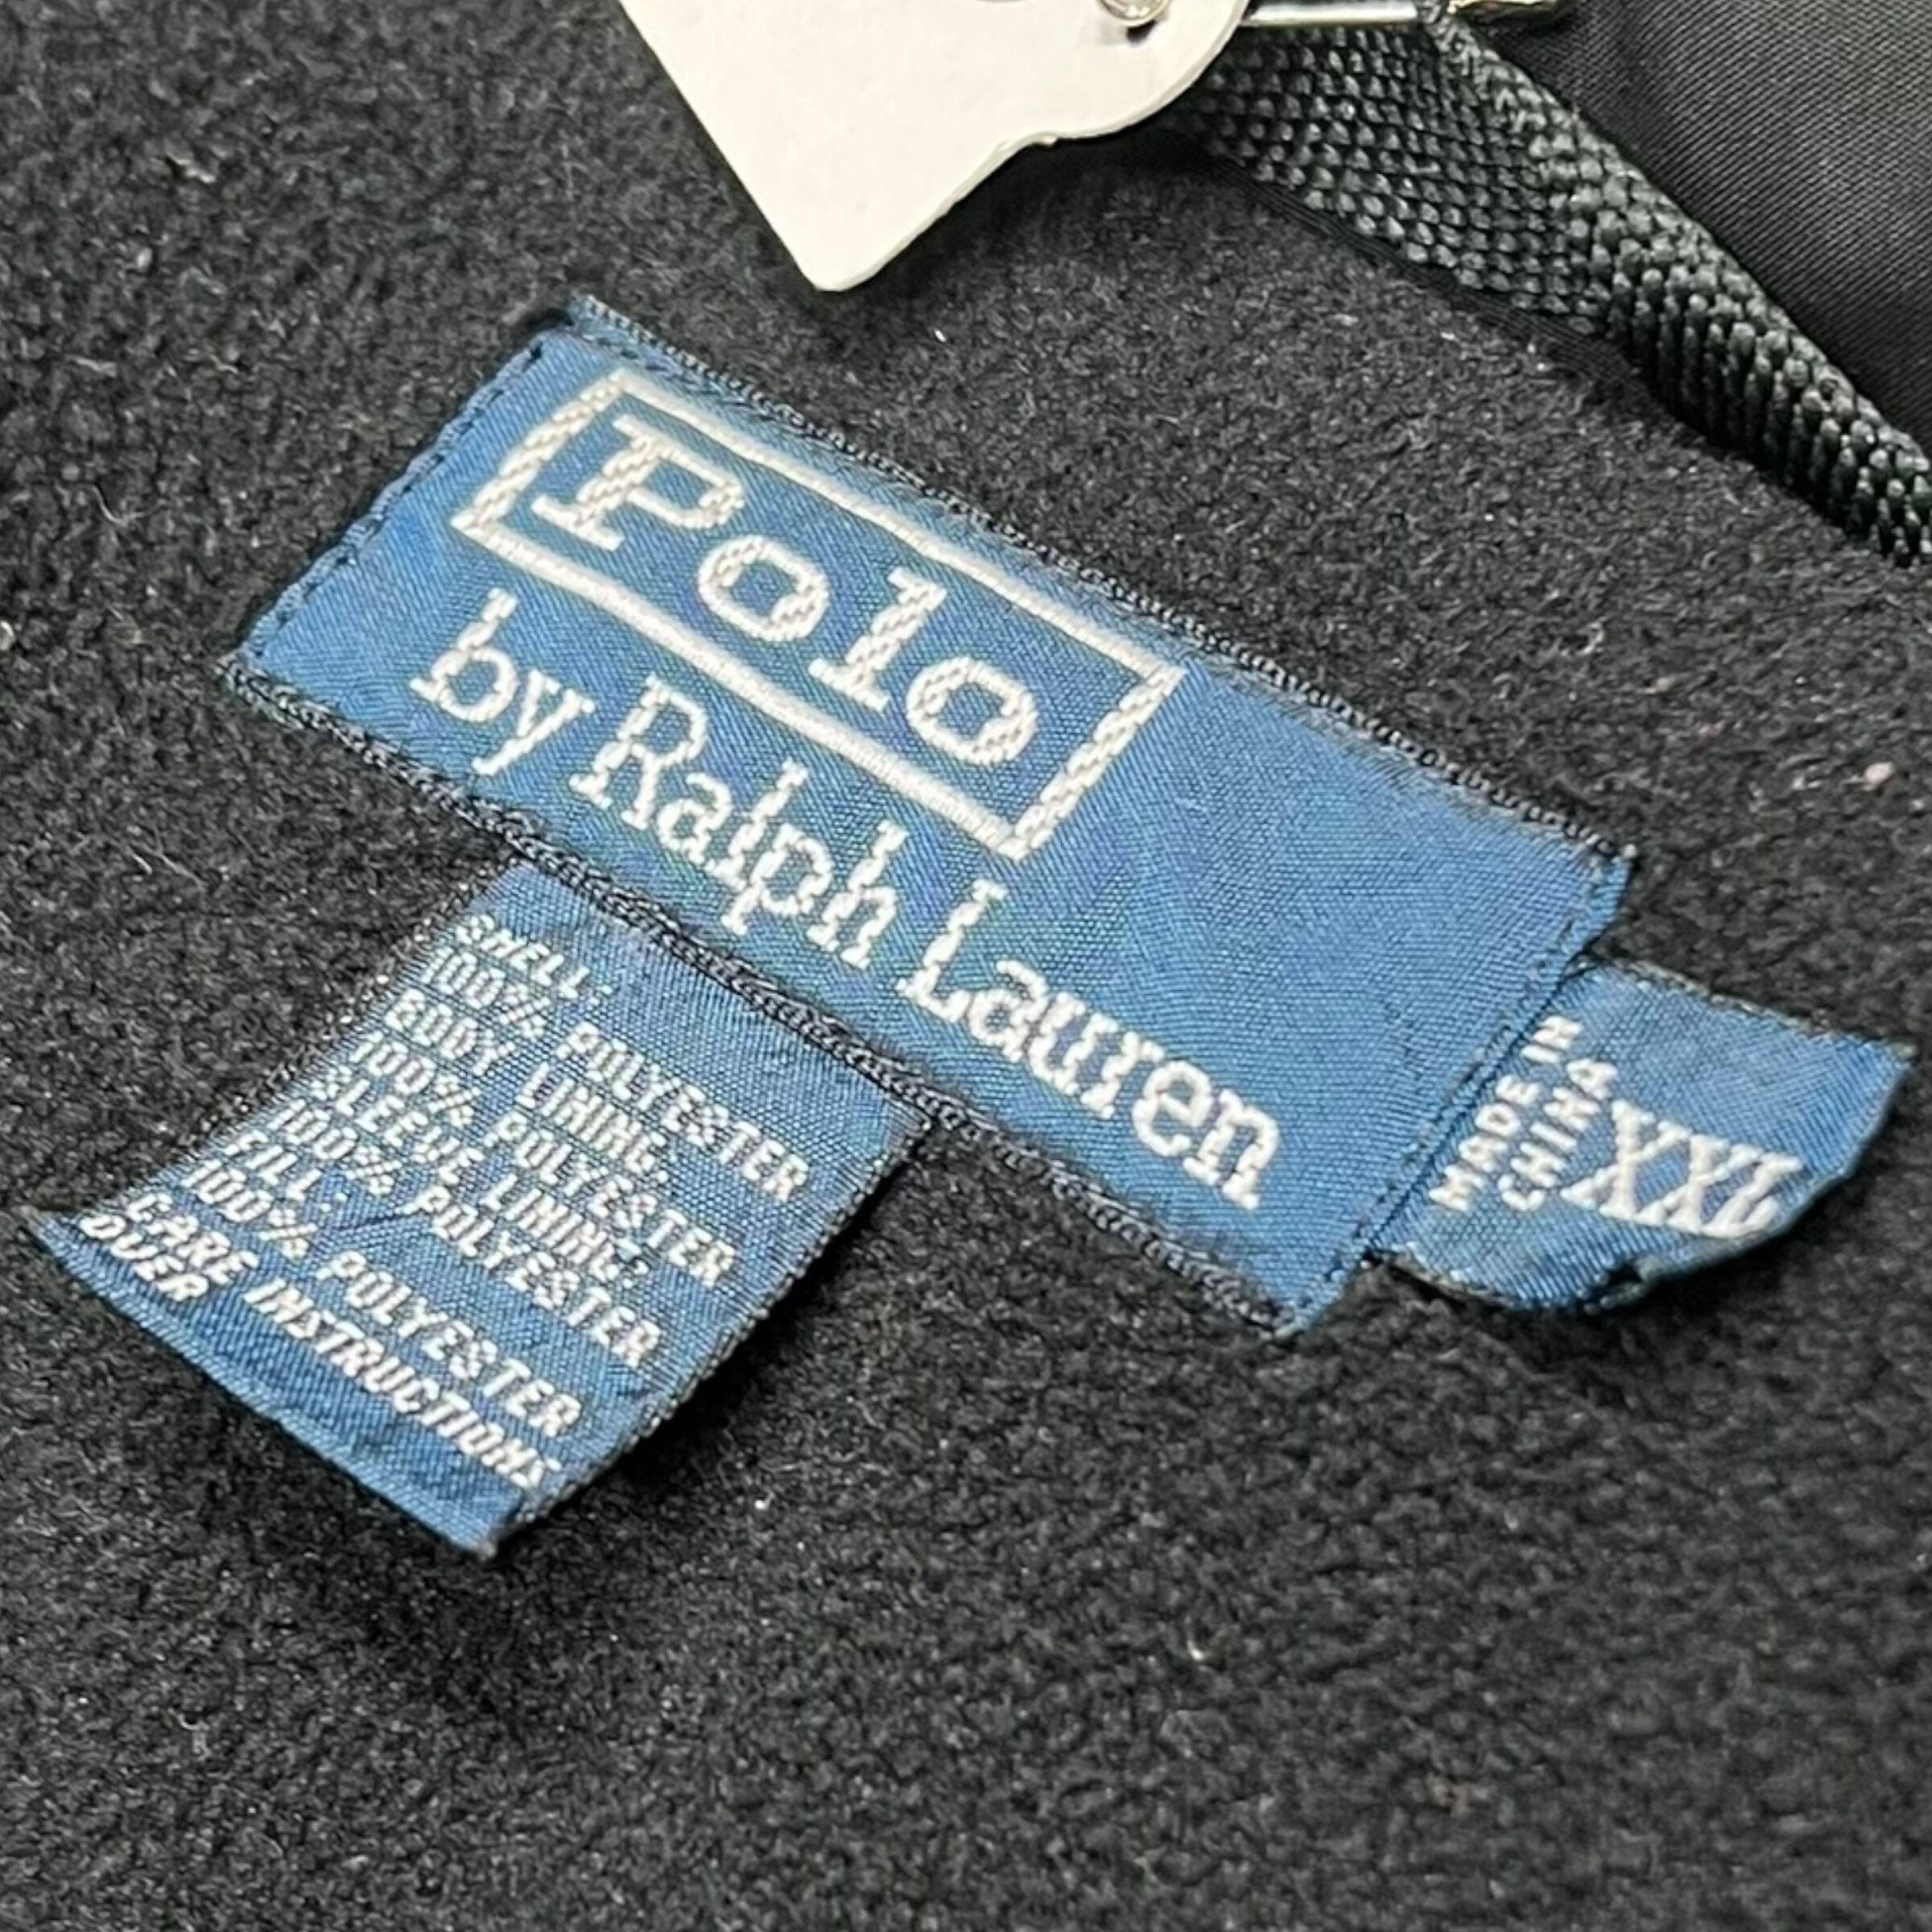 Polo
by Ralph Lauren
SHELL:
100% POLYESTER
BODY LINING:
100% POLYESTER
SLEEVE LINING:
100% POLYESTER
FILL:
100% POLYESTER
CARE INSTRUCTIONS
OVER
MADE IN
CHINA
XXL